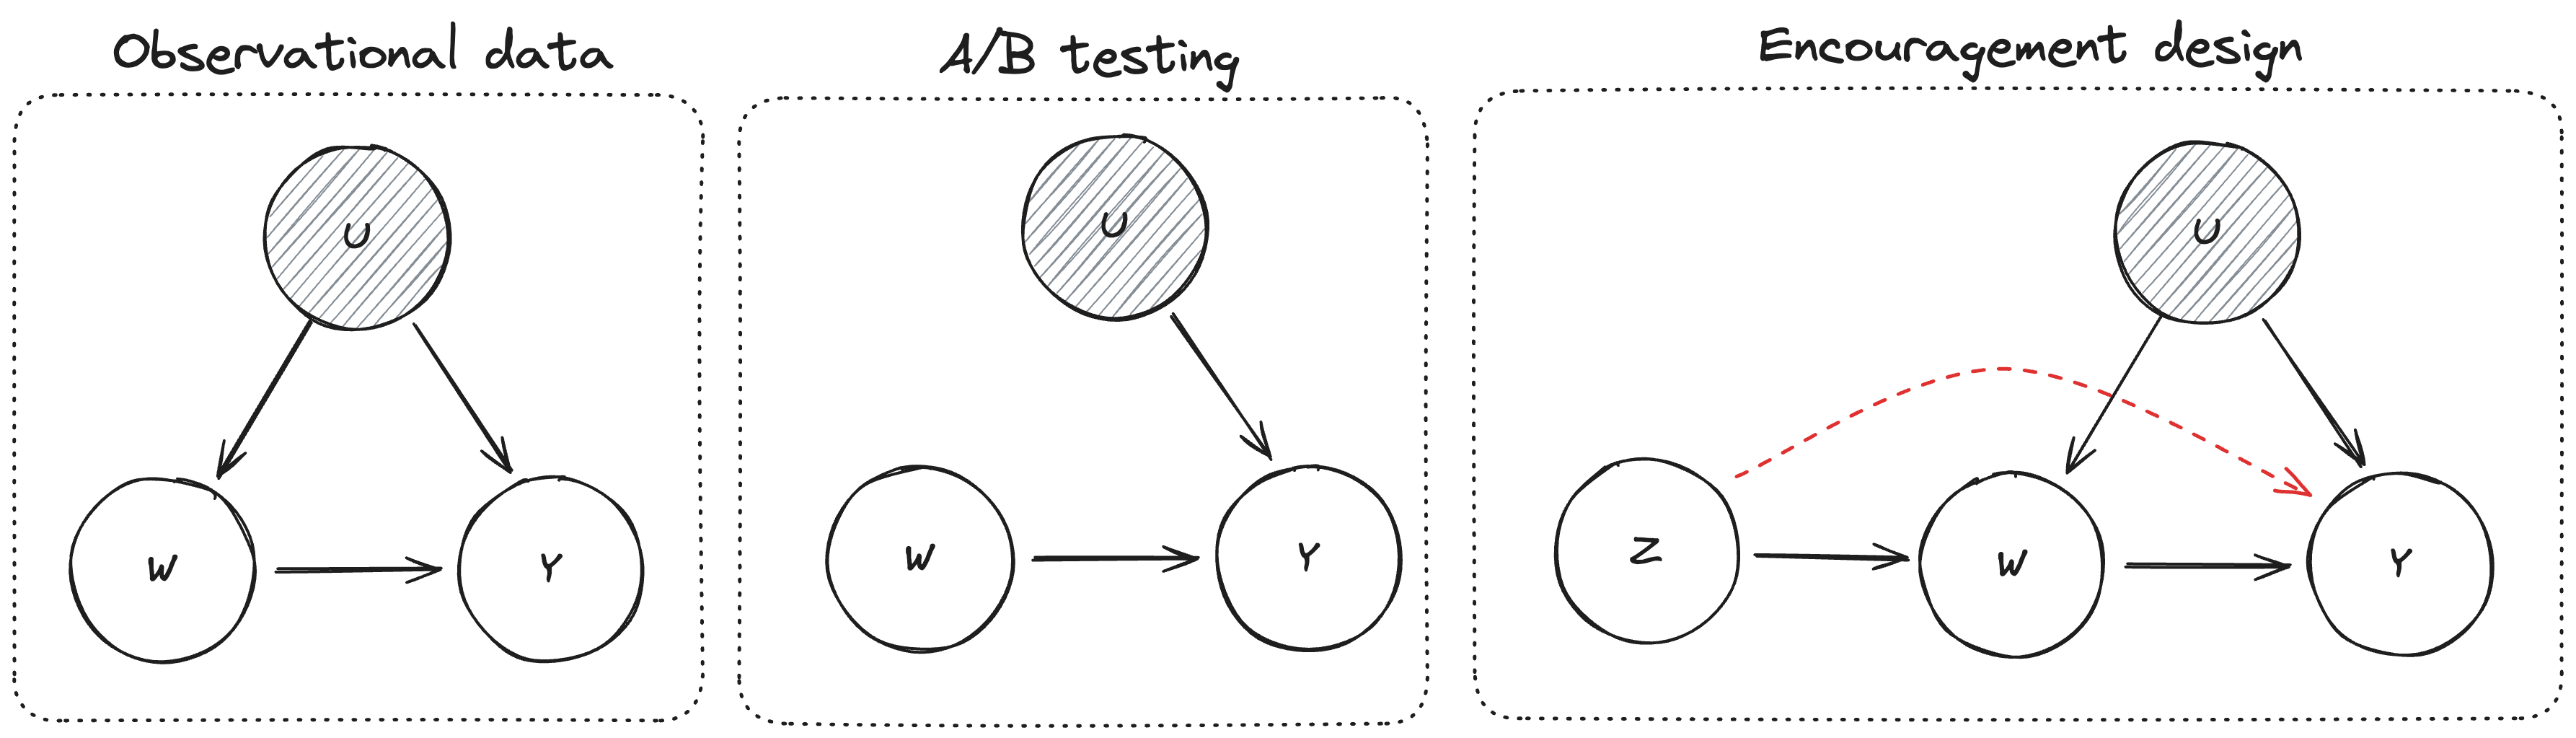 Observational data
U
W
Y
A/B testing
U
W
Y
Encouragement design
U
Z
W
Y